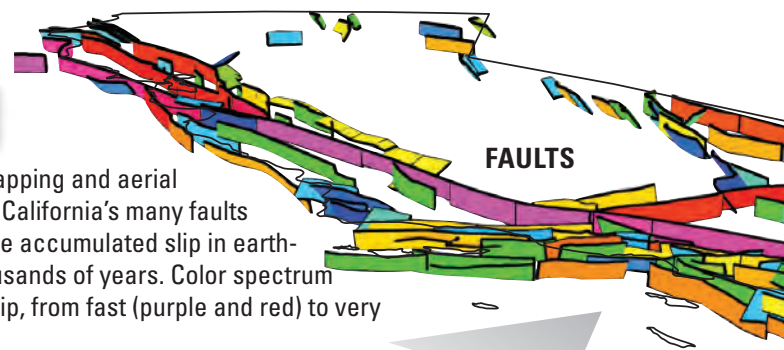 FAULTS
apping and aerial
California's many faults
e accumulated slip in earth-
usands of years. Color spectrum
ip, from fast (purple and red) to very